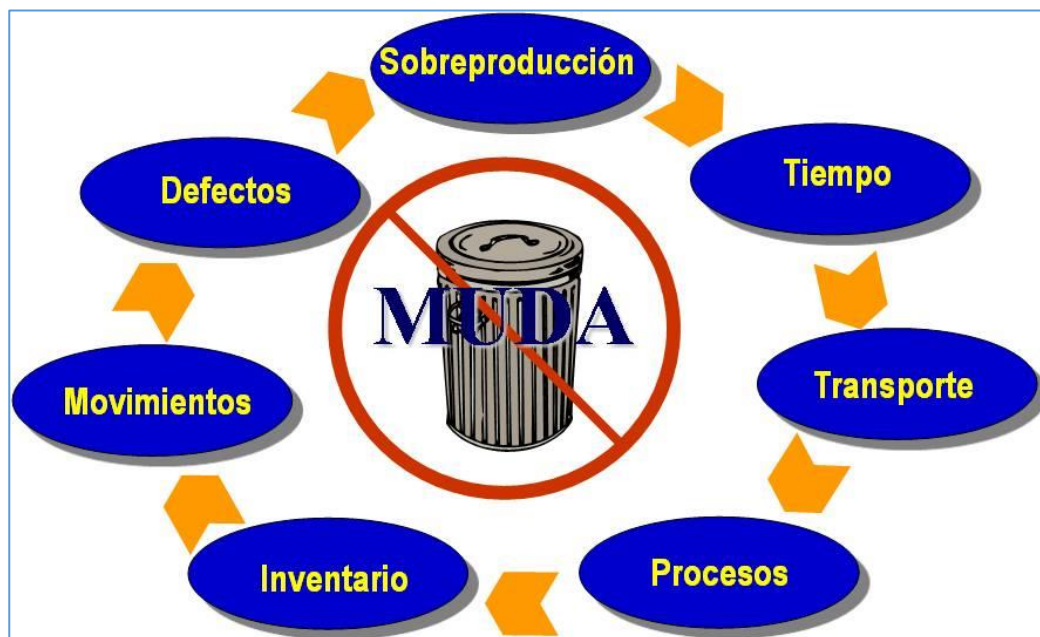 Sobreproducción
Tiempo
Transporte
Procesos
Inventario
Movimientos
Defectos
MUDA